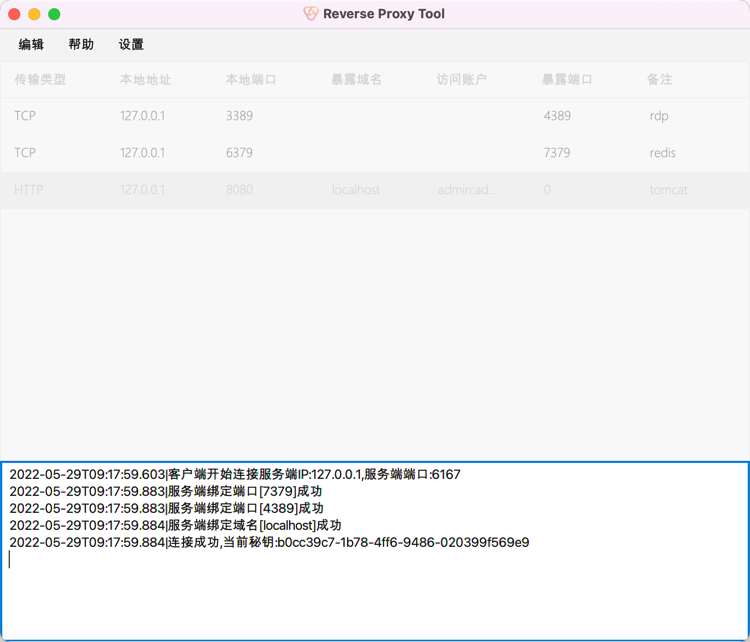 Reverse Proxy Tool
编辑 帮助 设置
传输类型 本地地址 本地端口 暴露域名 访问账户 暴露端口 备注
TCP 127.0.0.1 3389 4389 rdp
TCP 127.0.0.1 6379 7379 redis
HTTP 127.0.0.1 8080 localhost admin:ad... 0 tomcat
2022-05-29T09:17:59.603|客户端开始连接服务端IP:127.0.0.1,服务端端口:6167
2022-05-29T09:17:59.883|服务端绑定端口[7379]成功
2022-05-29T09:17:59.883|服务端绑定端口[4389]成功
2022-05-29T09:17:59.884|服务端绑定域名[localhost]成功
2022-05-29T09:17:59.884|连接成功,当前秘钥:b0cc39c7-1b78-4ff6-9486-020399f569e9